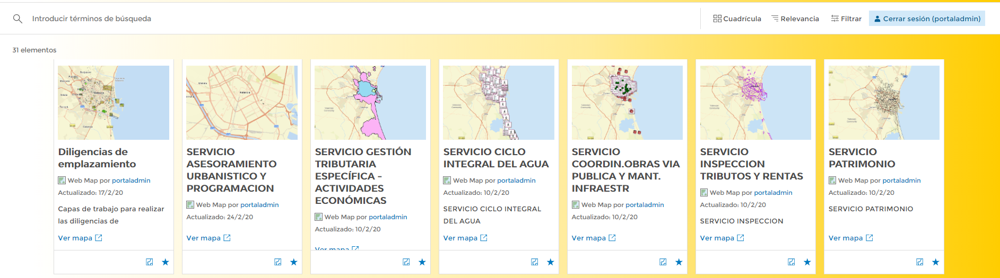 Introducir términos de búsqueda
Cuadrícula
Relevancia
Filtrar
Cerrar sesión (portaladmin)
31 elementos
Diligencias de
emplazamiento
Web Map por portaladmin
Actualizado: 17/2/20
Capas de trabajo para realizar
las diligencias de
Ver mapa
SERVICIO
ASESORAMIENTO
URBANISTICO Y
PROGRAMACION
Web Map por portaladmin
Actualizado: 24/2/20
Ver mapa
SERVICIO GESTIÓN
TRIBUTARIA
ESPECÍFICA -
ACTIVIDADES
ECONÓMICAS
Web Map por portaladmin
Actualizado: 10/2/20
Ver mapa
SERVICIO CICLO
INTEGRAL DEL AGUA
Web Map por portaladmin
Actualizado: 10/2/20
SERVICIO CICLO INTEGRAL
DEL AGUA
Ver mapa
SERVICIO
COORDIN.OBRAS VIA
PUBLICA Y MANT.
INFRAESTR
Web Map por portaladmin
Actualizado: 10/2/20
Ver mapa
SERVICIO
INSPECCION
TRIBUTOS Y RENTAS
Web Map por portaladmin
Actualizado: 10/2/20
SERVICIO INSPECCION
Ver mapa
SERVICIO
PATRIMONIO
Web Map por portaladmin
Actualizado: 10/2/20
SERVICIO PATRIMONIO
Ver mapa